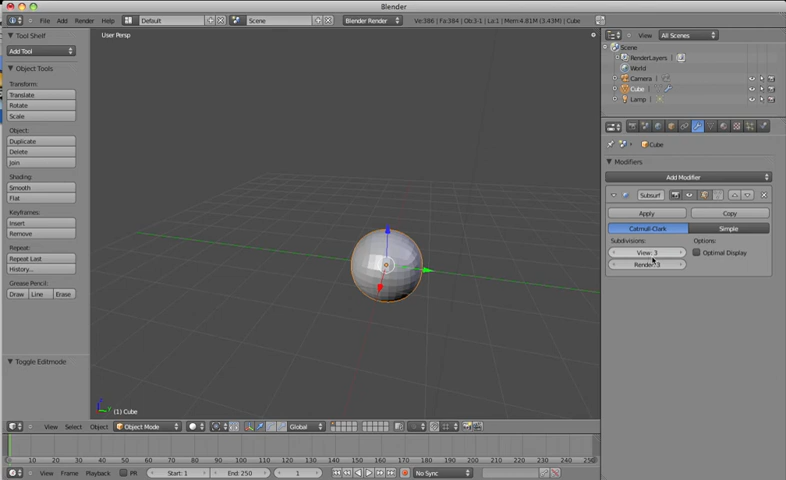 Blender
File Add Render Help Default Scene Blender Render Ve:386 | Fa:384 | Ob:3-1 | La:1 | Mem:4.81M (3.43M) | Cube
Tool Shelf
Add Tool
Object Tools
Transform:
Translate
Rotate
Scale
Object:
Duplicate
Delete
Join
Shading:
Smooth
Flat
Keyframes:
Insert
Remove
Repeat:
Repeat Last
History...
Grease Pencil:
Draw Line Erase
Toggle Editmode
User Persp
(1) Cube
View Select Object Object Mode Global
0 10 20 30 40 50 60 70 80 90 100 110 120 130 140 150 160 170 180 190 200 210 220 230 240 250
View Frame Playback PR Start: 1 End: 250 1 No Sync
View All Scenes
Scene
RenderLayers
World
Camera
Cube
Lamp
Cube
Modifiers
Add Modifier
Subsurf
Apply Copy
Catmull-Clark Simple
Subdivisions: Options:
View: 3 Optimal Display
Render: 3